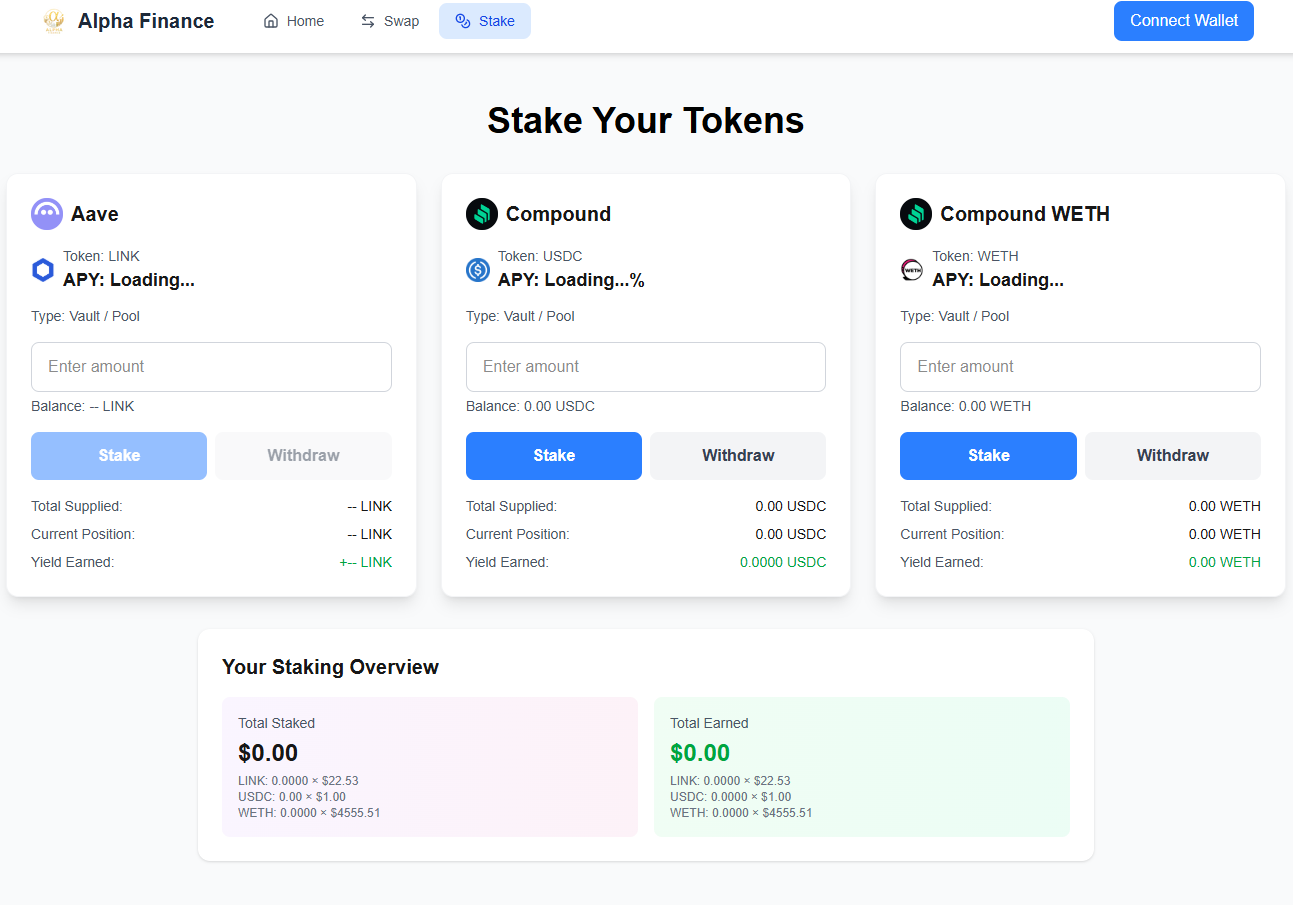 Alpha Finance
Home
Swap
Stake
Connect Wallet
Stake Your Tokens
Aave
Token: LINK
APY: Loading...
Type: Vault / Pool
Enter amount
Balance: -- LINK
Stake Withdraw
Total Supplied: -- LINK
Current Position: -- LINK
Yield Earned: +-- LINK
Compound
Token: USDC
APY: Loading...%
Type: Vault / Pool
Enter amount
Balance: 0.00 USDC
Stake Withdraw
Total Supplied: 0.00 USDC
Current Position: 0.00 USDC
Yield Earned: 0.0000 USDC
Compound WETH
WETH
Token: WETH
APY: Loading...
Type: Vault / Pool
Enter amount
Balance: 0.00 WETH
Stake Withdraw
Total Supplied: 0.00 WETH
Current Position: 0.00 WETH
Yield Earned: 0.00 WETH
Your Staking Overview
Total Staked
$0.00
LINK: 0.0000 × $22.53
USDC: 0.00 × $1.00
WETH: 0.0000 × $4555.51
Total Earned
$0.00
LINK: 0.0000 × $22.53
USDC: 0.0000 × $1.00
WETH: 0.0000 × $4555.51